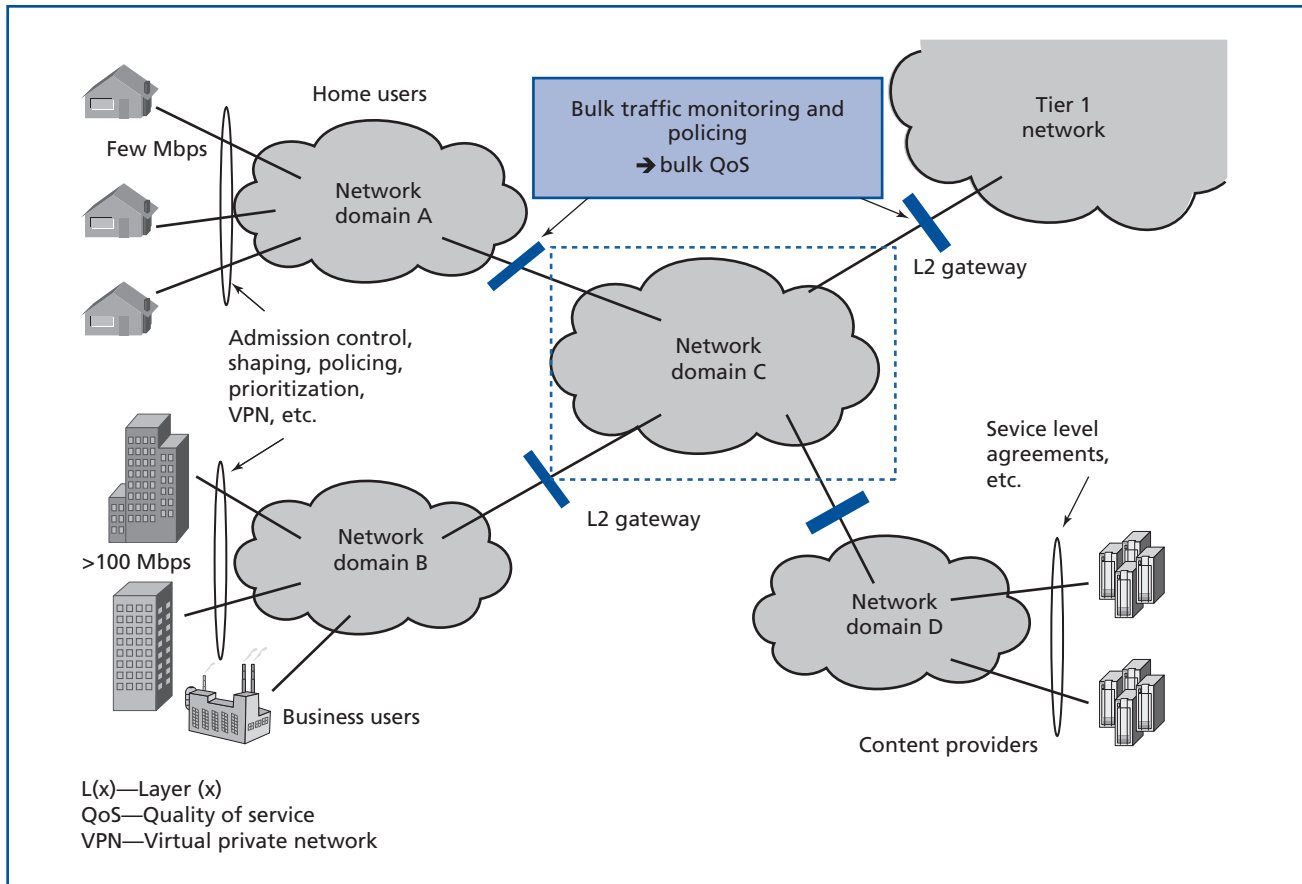 Home users
Few Mbps
Network
domain A
Bulk traffic monitoring and
policing
➔ bulk QoS
Tier 1
network
L2 gateway
Admission control,
shaping, policing,
prioritization,
VPN, etc.
Network
domain C
>100 Mbps
Network
domain B
L2 gateway
Sevice level
agreements,
etc.
Network
domain D
Business users
Content providers
L(x)—Layer (x)
QoS—Quality of service
VPN—Virtual private network